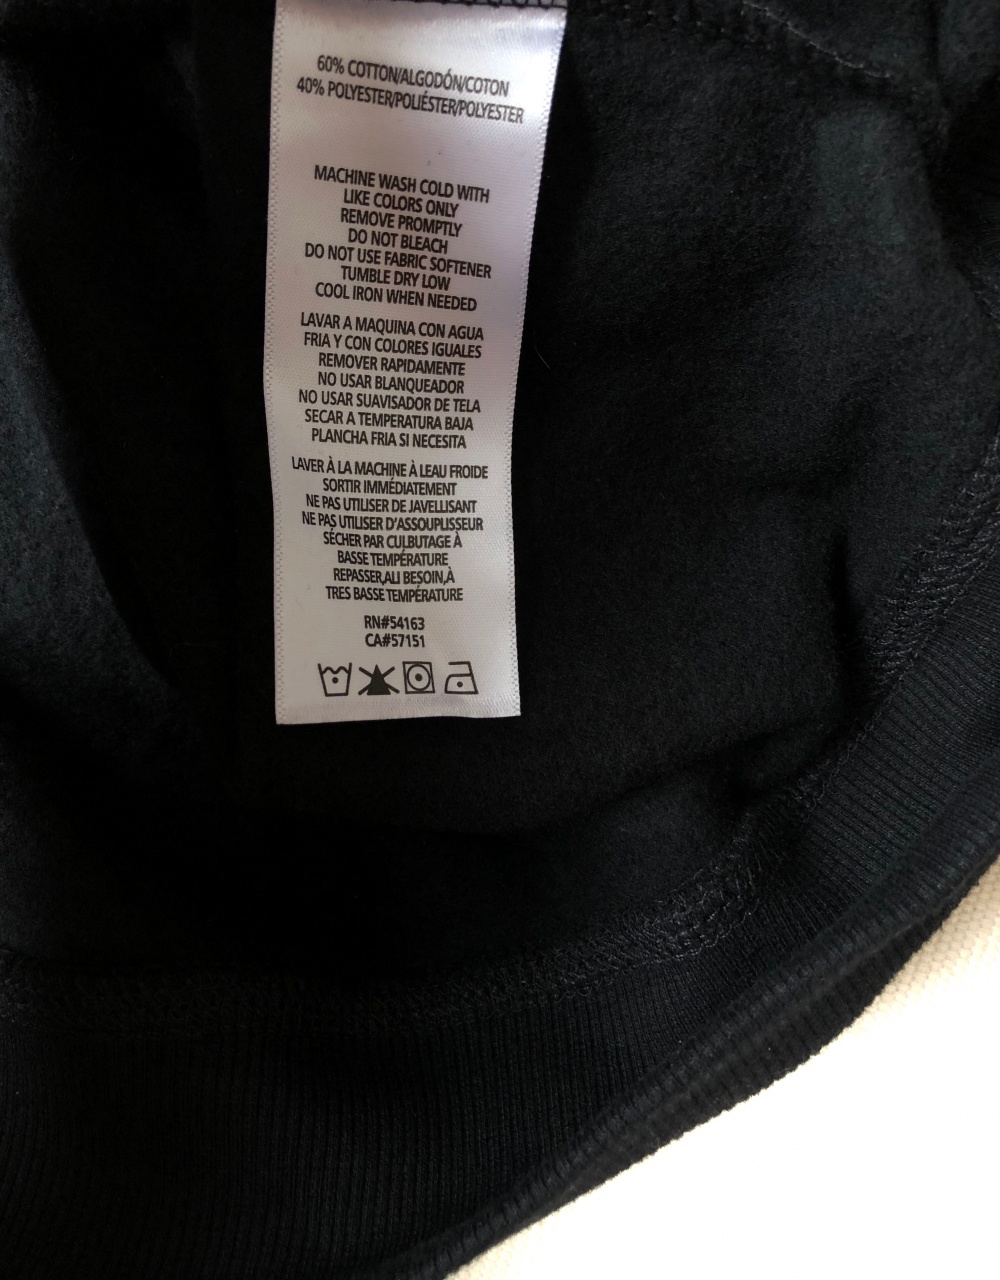 60% COTTON/ALGODÓN/COTON
40% POLYESTER/POLIÉSTER/POLYESTER
MACHINE WASH COLD WITH
LIKE COLORS ONLY
REMOVE PROMPTLY
DO NOT BLEACH
DO NOT USE FABRIC SOFTENER
TUMBLE DRY LOW
COOL IRON WHEN NEEDED
LAVAR A MAQUINA CON AGUA
FRIA Y CON COLORES IGUALES
REMOVER RAPIDAMENTE
NO USAR BLANQUEADOR
NO USAR SUAVISADOR DE TELA
SECAR A TEMPERATURA BAJA
PLANCHA FRIA SI NECESITA
LAVER À LA MACHINE À LEAU FROIDE
SORTIR IMMÉDIATEMENT
NE PAS UTILISER DE JAVELLISANT
NE PAS UTILISER D'ASSOUPLISSEUR
SÉCHER PAR CULBUTAGE À
BASSE TEMPÉRATURE
REPASSER,ALI BESOIN,À
TRES BASSE TEMPÉRATURE
RN#54163
CA#57151